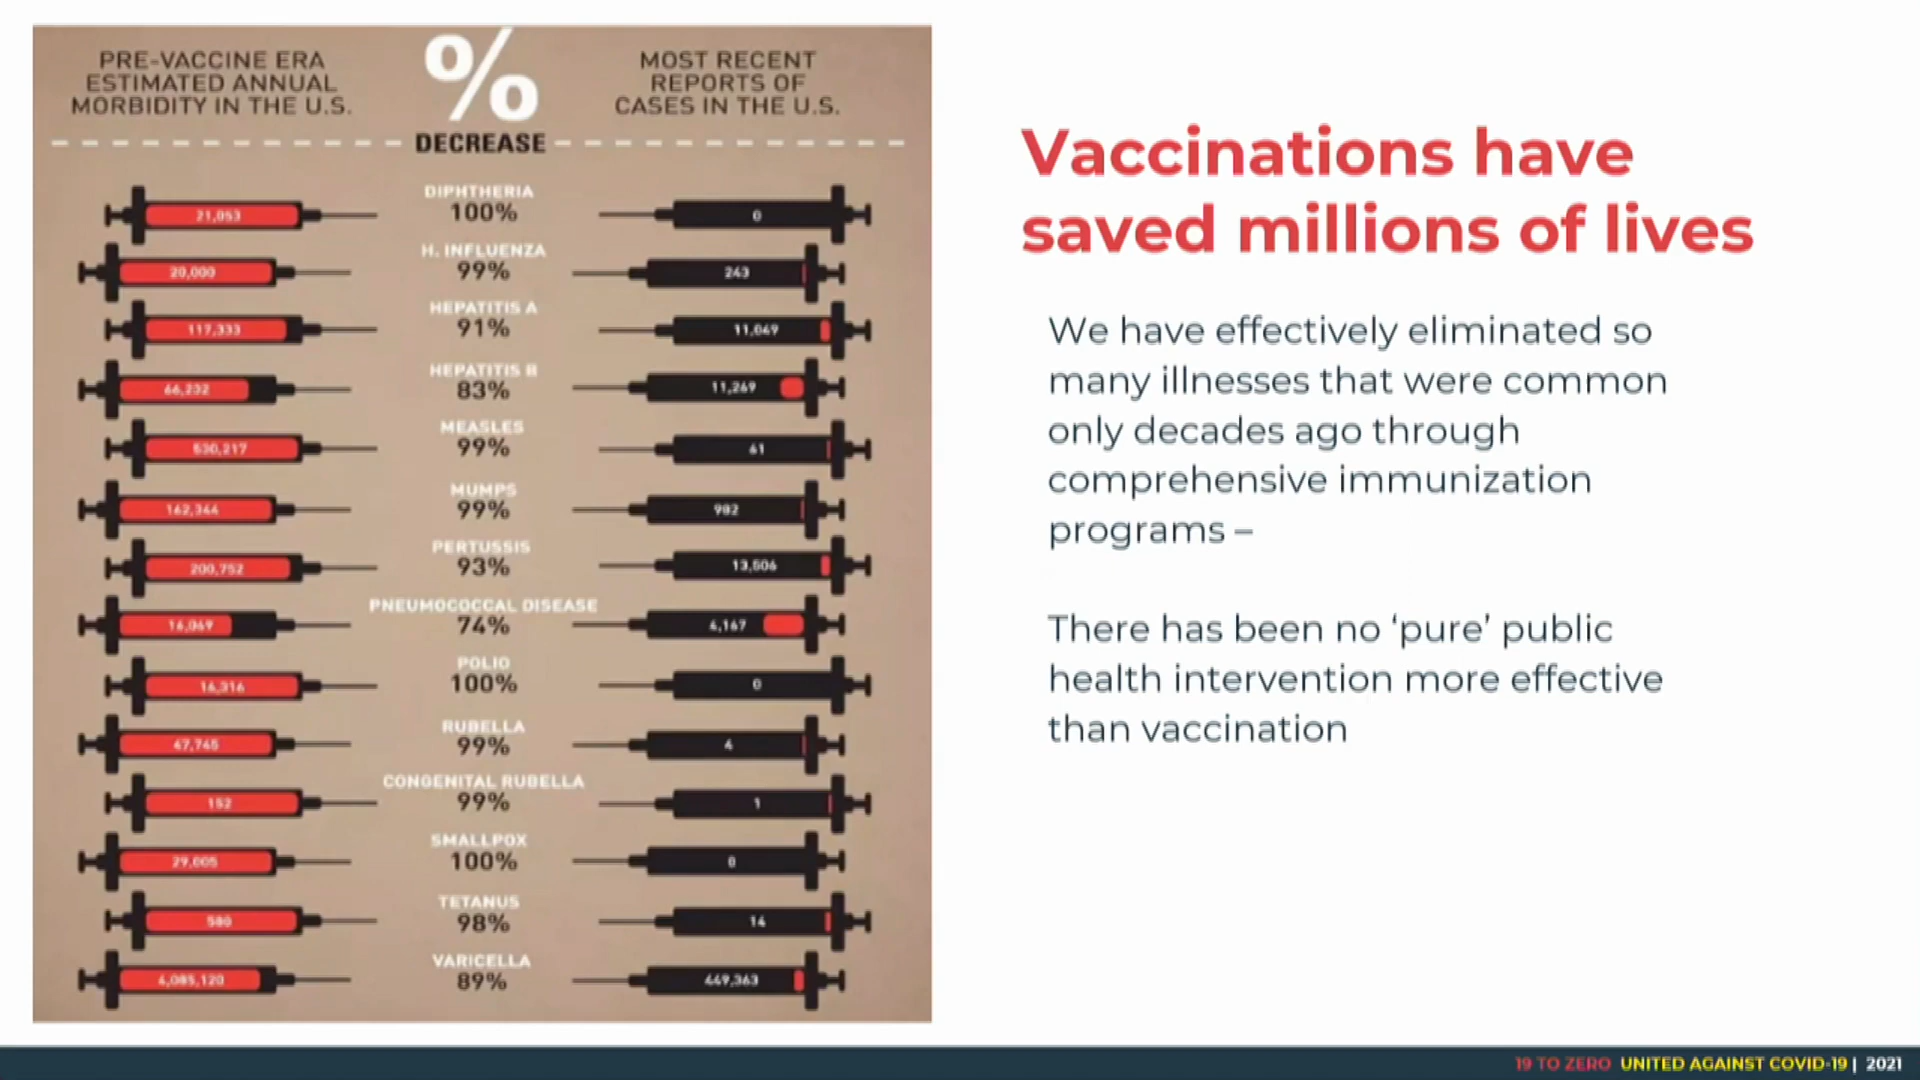 PRE-VACCINE ERA
ESTIMATED ANNUAL
MORBIDITY IN THE U.S.
%
DECREASE
MOST RECENT
REPORTS OF
CASES IN THE U.S.
DIPHTHERIA
21,053 100% 0
H. INFLUENZA
20,000 99% 243
HEPATITIS A
117,333 91% 11,049
HEPATITIS B
66,232 83% 11,269
MEASLES
530,217 99% 61
MUMPS
162,344 99% 982
PERTUSSIS
200,752 93% 13,506
PNEUMOCOCCAL DISEASE
16,069 74% 4,167
POLIO
16,316 100% 0
RUBELLA
47,745 99% 4
CONGENITAL RUBELLA
152 99% 1
SMALLPOX
29,005 100% 0
TETANUS
580 98% 14
VARICELLA
4,085,120 89% 449,363
Vaccinations have
saved millions of lives
We have effectively eliminated so
many illnesses that were common
only decades ago through
comprehensive immunization
programs –
There has been no ‘pure’ public
health intervention more effective
than vaccination
19 TO ZERO UNITED AGAINST COVID-19 | 2021